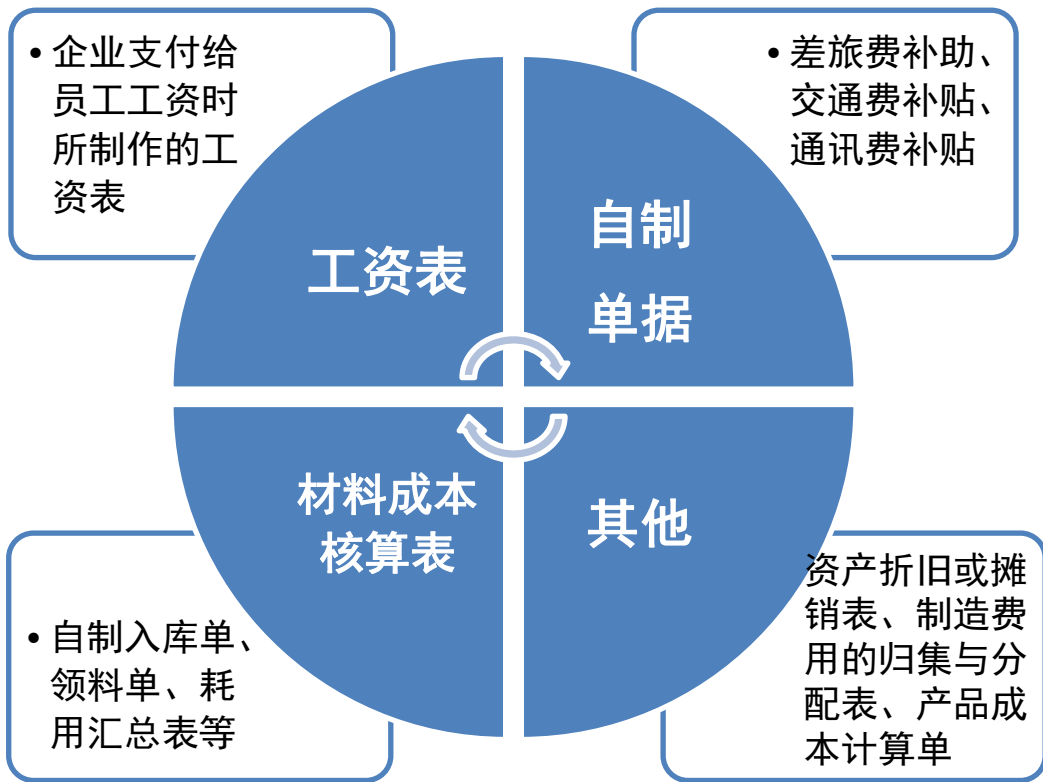 • 企业支付给
员工工资时
所制作的工
资表
• 差旅费补助、
交通费补贴、
通讯费补贴
工资表
自制
单据
材料成本
核算表
其他
• 自制入库单、
领料单、耗
用汇总表等
资产折旧或摊
销表、制造费
用的归集与分
配表、产品成
本计算单